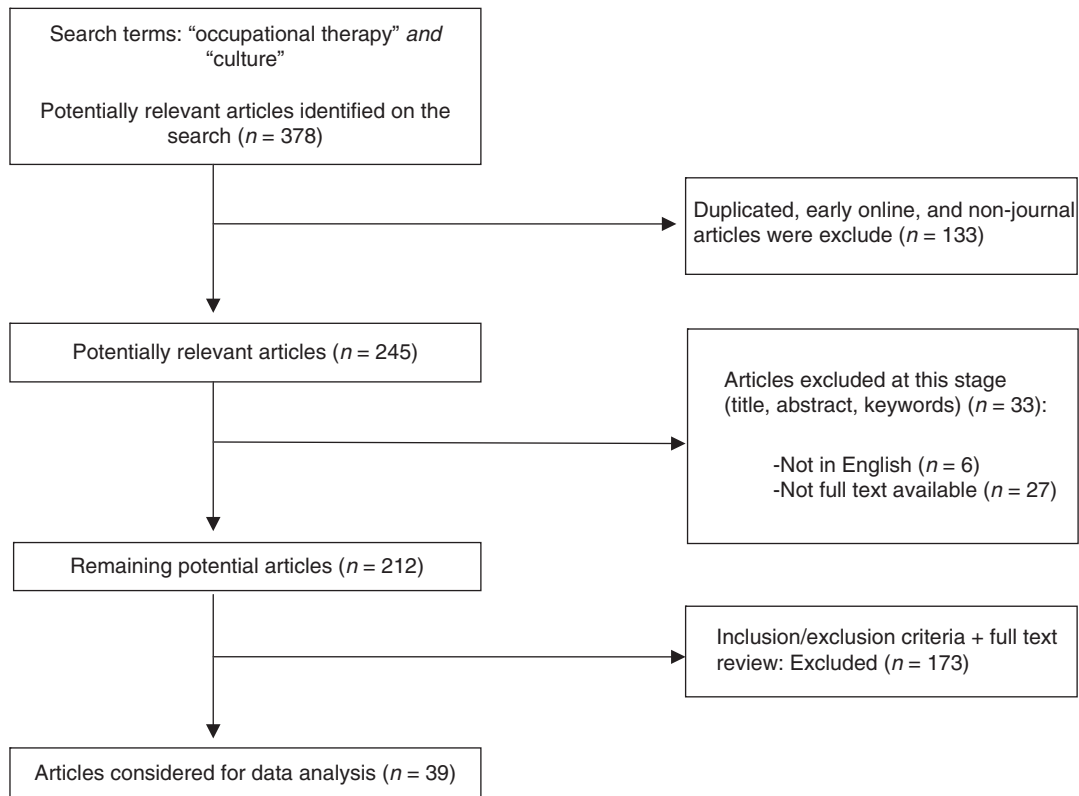 Search terms: “occupational therapy” and
“culture”
Potentially relevant articles identified on the
search (n = 378)
Duplicated, early online, and non-journal
articles were exclude (n = 133)
Potentially relevant articles (n = 245)
Articles excluded at this stage
(title, abstract, keywords) (n = 33):
-Not in English (n = 6)
-Not full text available (n = 27)
Remaining potential articles (n = 212)
Inclusion/exclusion criteria + full text
review: Excluded (n = 173)
Articles considered for data analysis (n = 39)